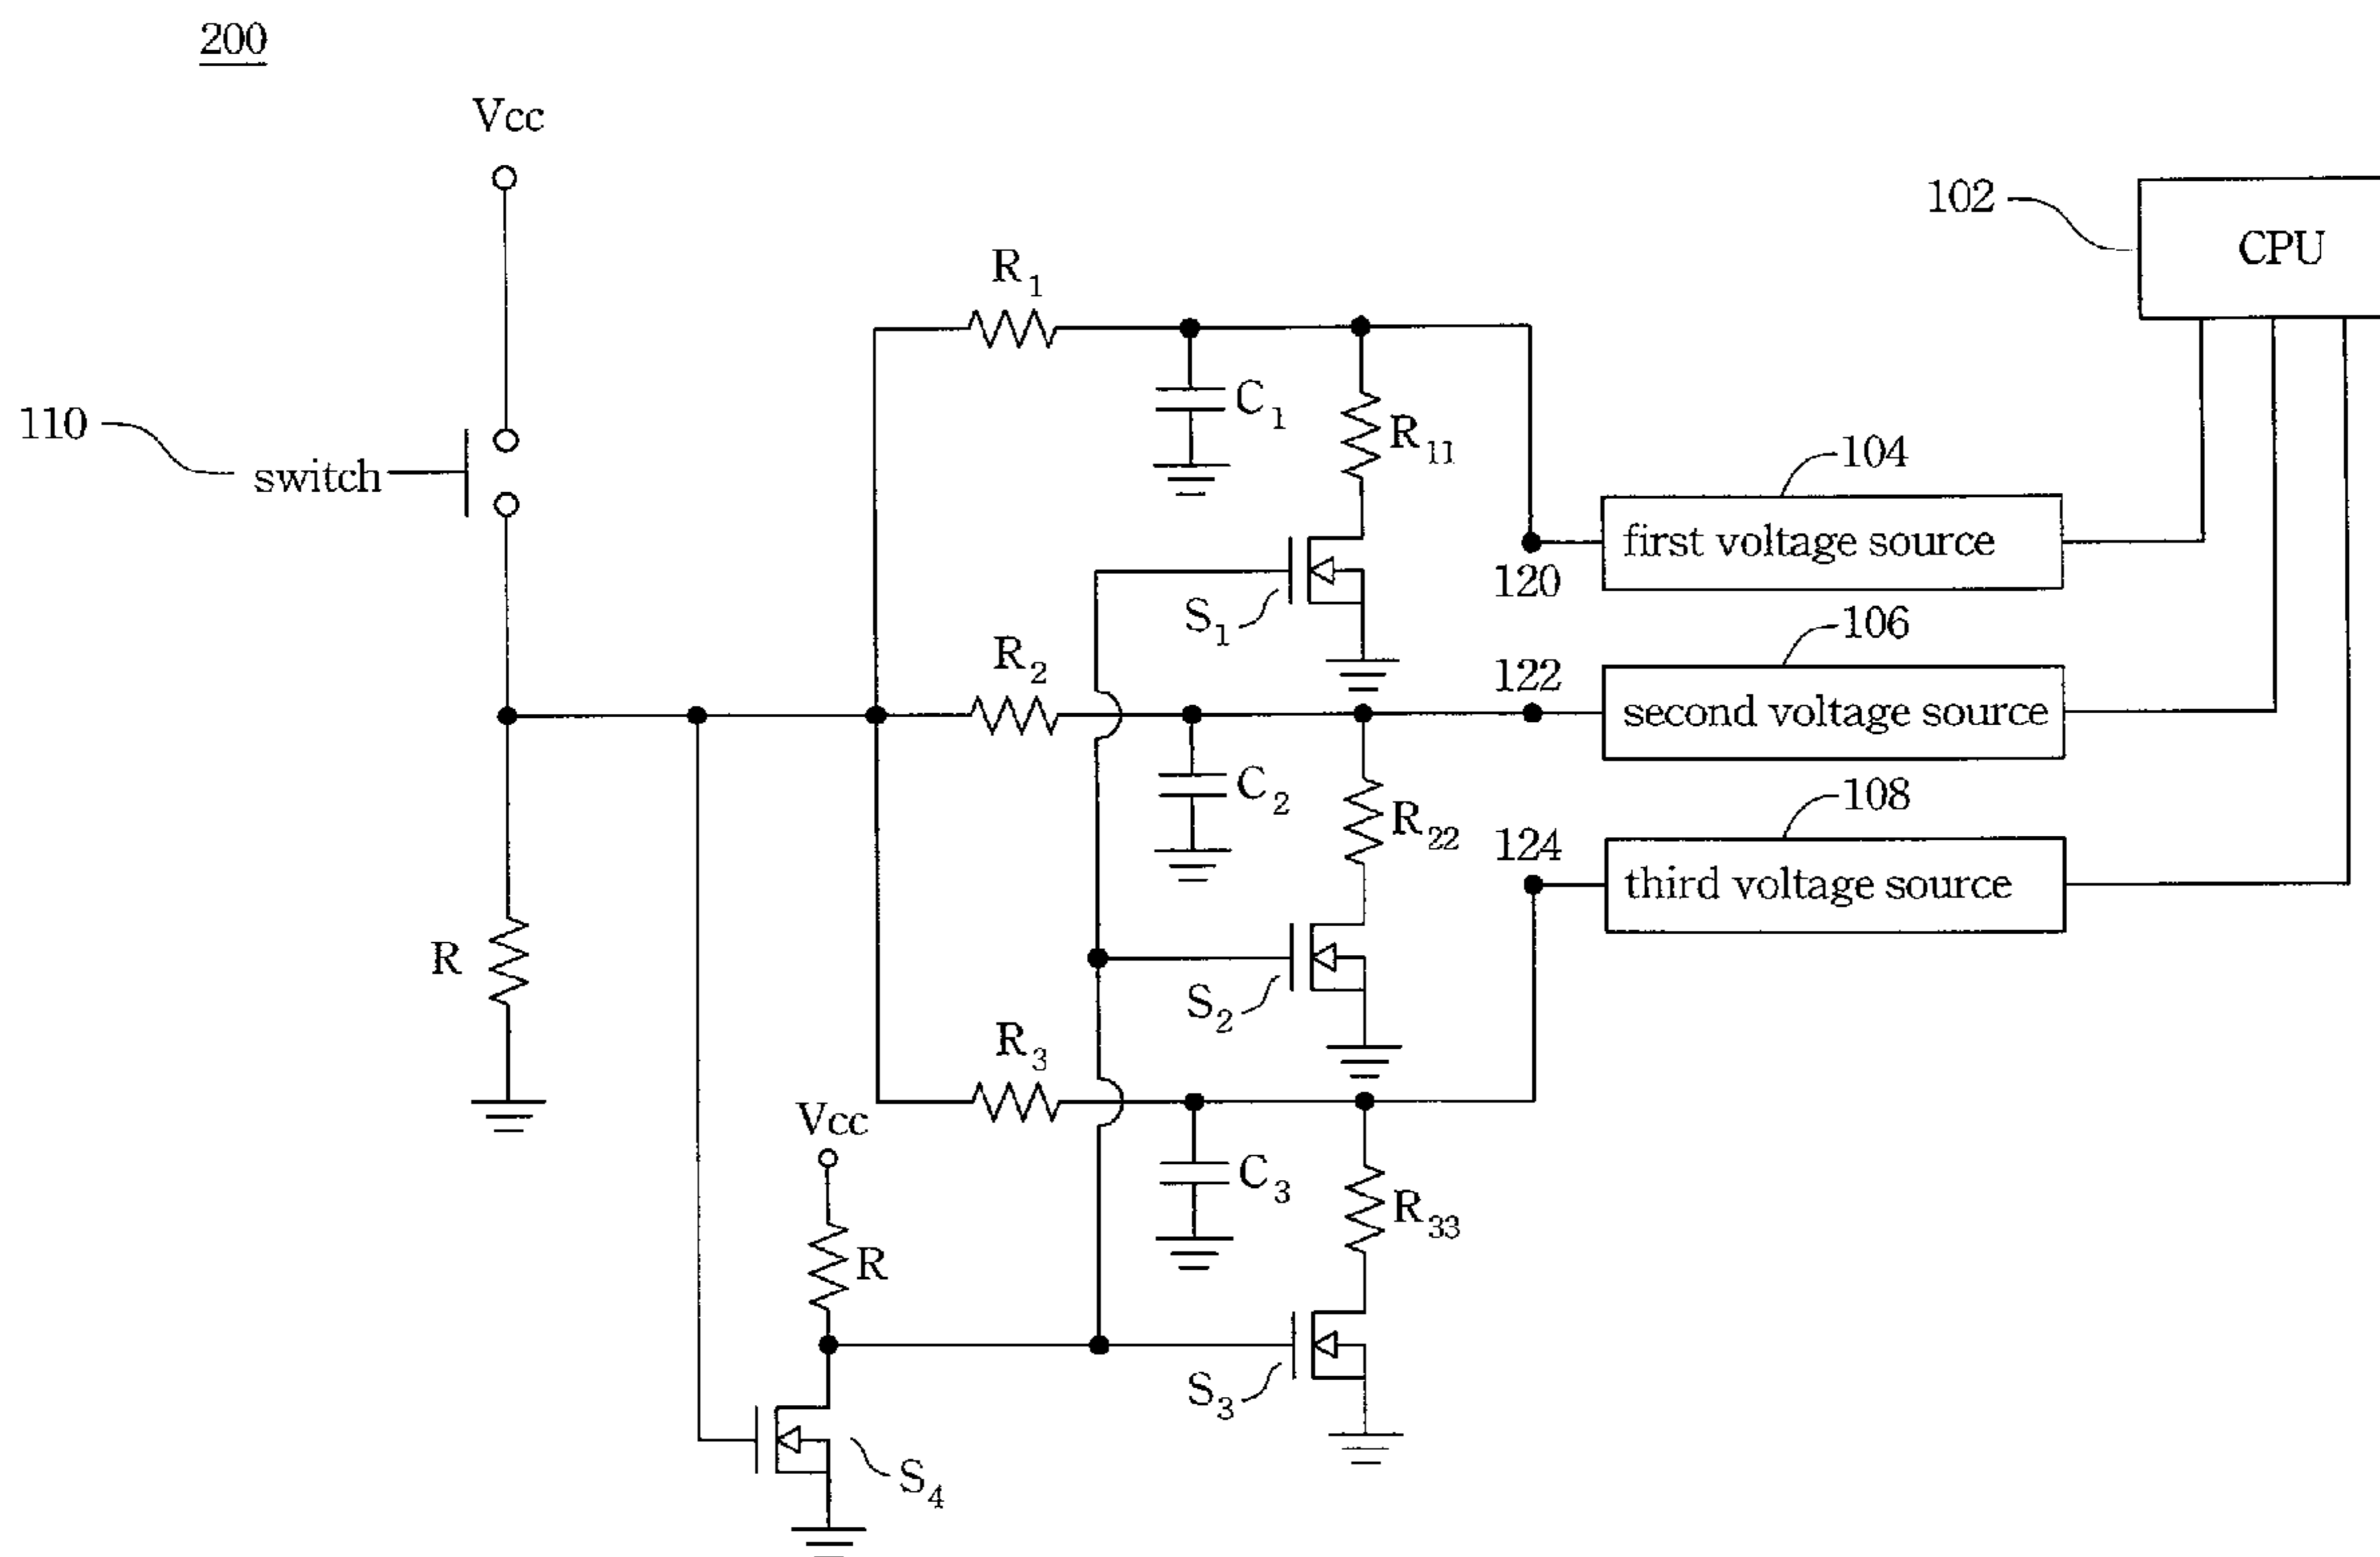 200
Vcc
102
CPU
R1
C1
R11
110
switch
104
first voltage source
120
S1
106
R2
122
second voltage source
C2
R22
108
124
third voltage source
R
S2
R3
Vcc
C3
R33
R
S3
S4